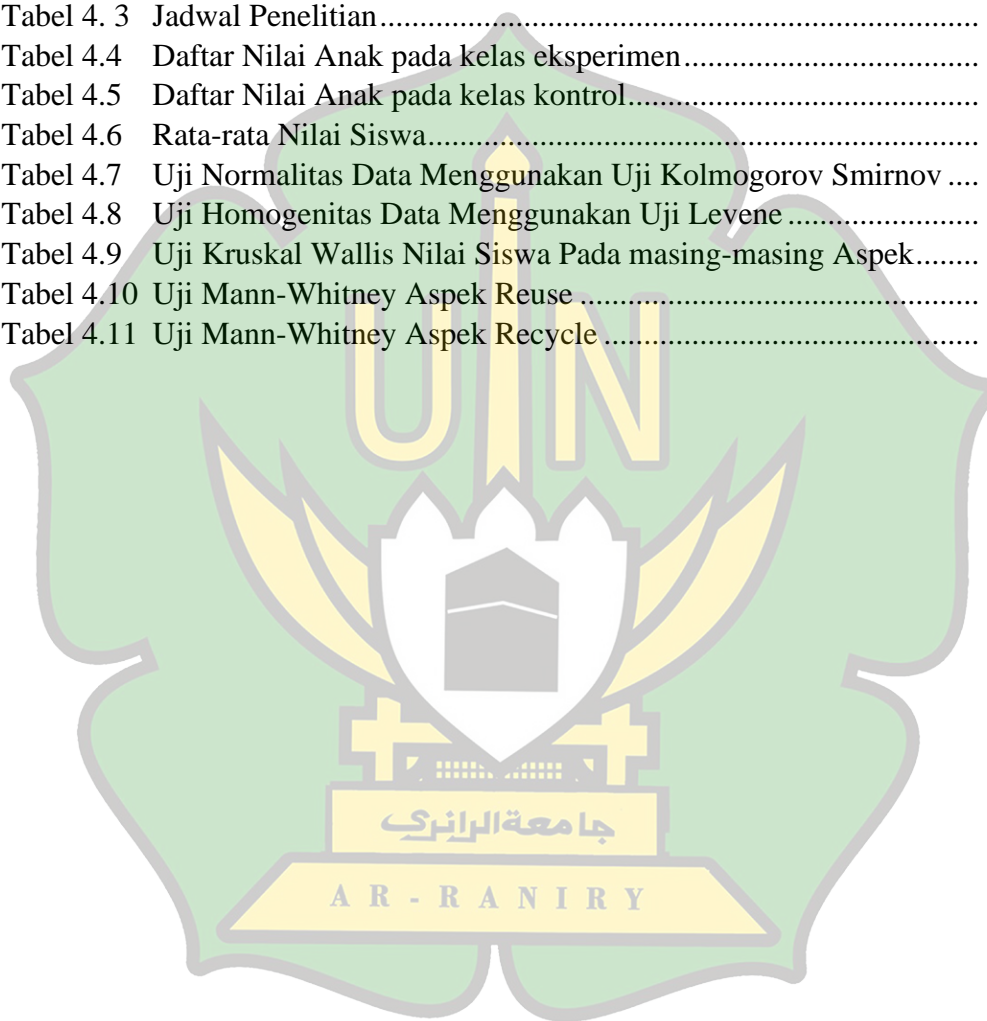 Tabel 4. 3 Jadwal Penelitian............................................................................
Tabel 4.4 Daftar Nilai Anak pada kelas eksperimen.....................................
Tabel 4.5 Daftar Nilai Anak pada kelas kontrol............................................
Tabel 4.6 Rata-rata Nilai Siswa......................................................................
Tabel 4.7 Uji Normalitas Data Menggunakan Uji Kolmogorov Smirnov ....
Tabel 4.8 Uji Homogenitas Data Menggunakan Uji Levene ........................
Tabel 4.9 Uji Kruskal Wallis Nilai Siswa Pada masing-masing Aspek........
Tabel 4.10 Uji Mann-Whitney Aspek Reuse ..................................................
Tabel 4.11 Uji Mann-Whitney Aspek Recycle ...............................................
UIN
جامعة الرانري
AR-RANIRY